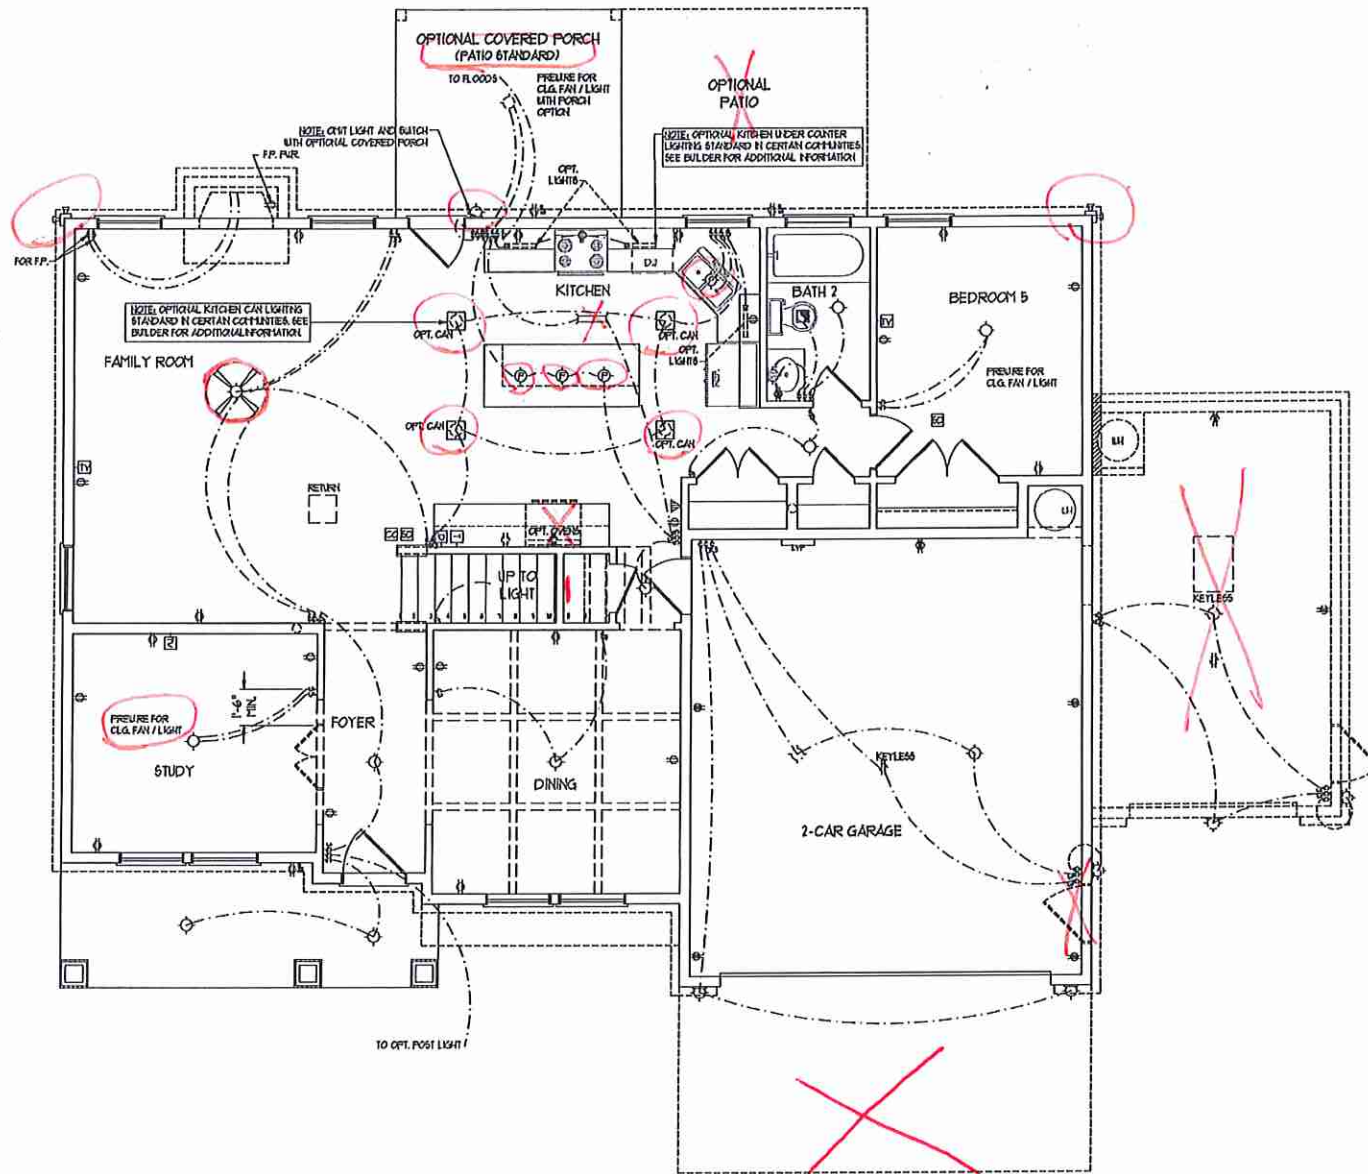 OPTIONAL COVERED PORCH
(PATIO STANDARD)
TO FLOODS
PREWIRE FOR
CLG. FAN / LIGHT
WITH PORCH
OPTION
OPTIONAL
PATIO
NOTE: OMIT LIGHT AND SWITCH
WITH OPTIONAL COVERED PORCH
NOTE: OPTIONAL KITCHEN UNDER COUNTER
LIGHTING STANDARD IN CERTAIN COMMUNITIES.
SEE BUILDER FOR ADDITIONAL INFORMATION
F.P. FUR.
OPT.
LIGHTS
FOR F.P.
KITCHEN
BATH 2
BEDROOM 5
NOTE: OPTIONAL KITCHEN CAN LIGHTING
STANDARD IN CERTAIN COMMUNITIES. SEE
BUILDER FOR ADDITIONAL INFORMATION
OPT. CAN
OPT. CAN
OPT.
LIGHTS
FAMILY ROOM
PREWIRE FOR
CLG. FAN / LIGHT
P
P
P
REF.
OPT. CAN
OPT. CAN
WH
TV
TV
RETURN
OPT. OVENS
WH
UP TO
LIGHT
KEYLESS
1'-6"
MIN.
PREWIRE FOR
CLG. FAN / LIGHT
FOYER
STUDY
DINING
KEYLESS
2-CAR GARAGE
TO OPT. POST LIGHT